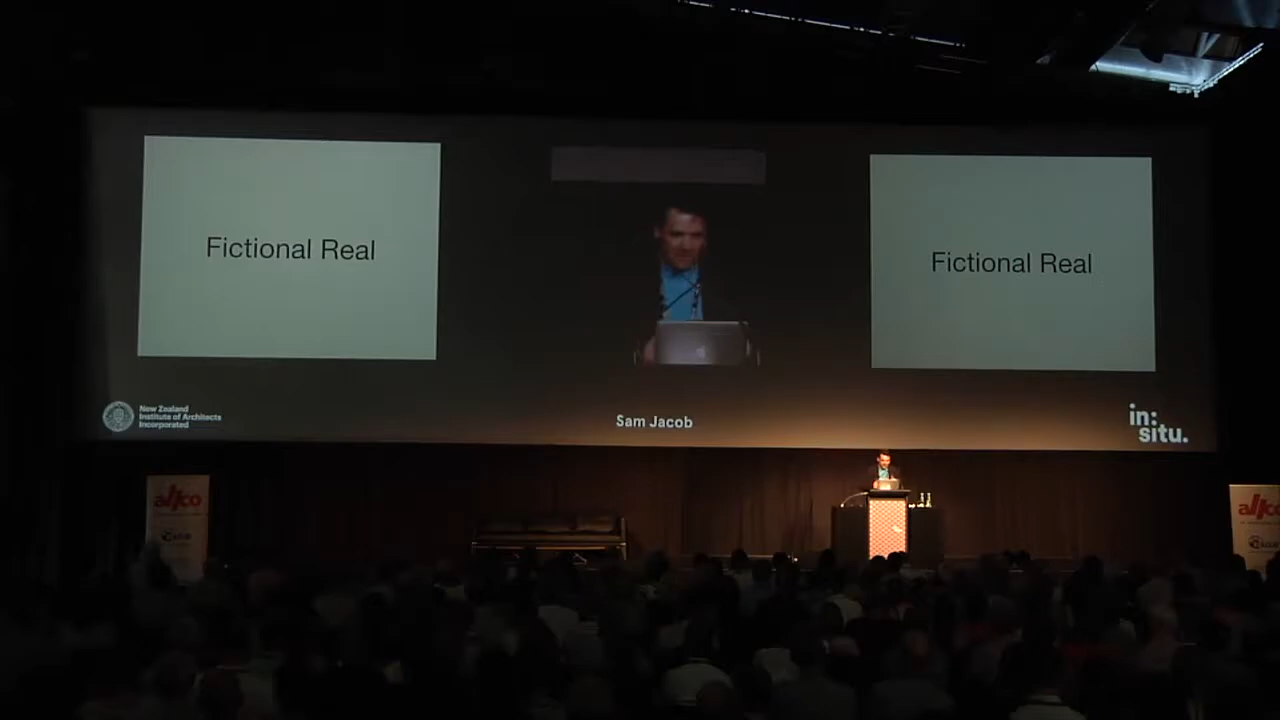 Fictional Real
Fictional Real
New Zealand
Institute of Architects
Incorporated
Sam Jacob
in:
situ.